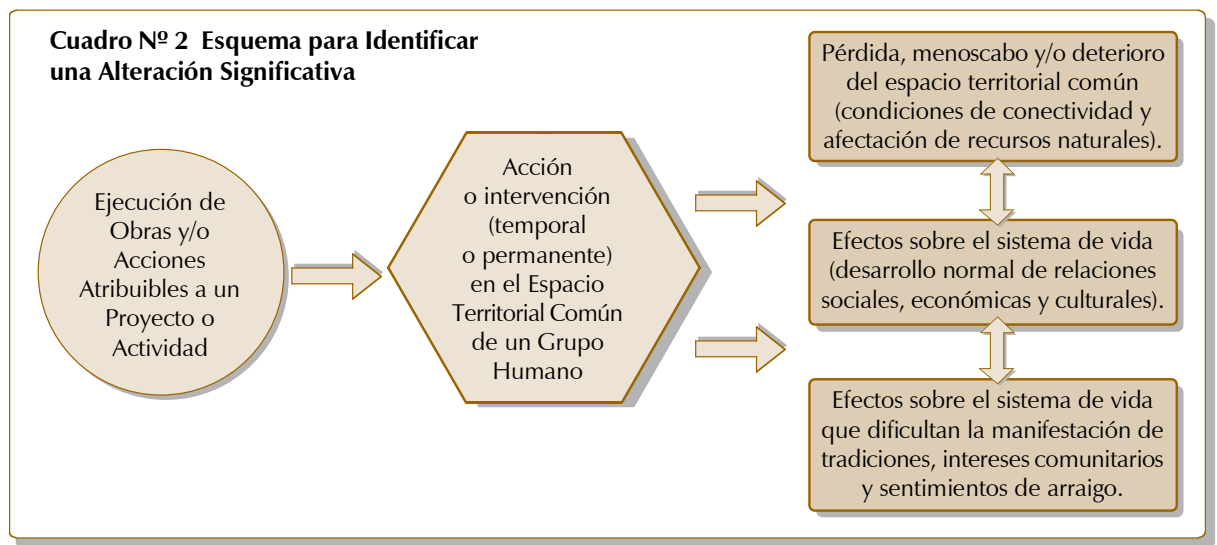 Cuadro Nº 2 Esquema para Identificar
una Alteración Significativa
Ejecución de
Obras y/o
Acciones
Atribuibles a un
Proyecto o
Actividad
Acción
o intervención
(temporal
o permanente)
en el Espacio
Territorial Común
de un Grupo
Humano
Pérdida, menoscabo y/o deterioro
del espacio territorial común
(condiciones de conectividad y
afectación de recursos naturales).
Efectos sobre el sistema de vida
(desarrollo normal de relaciones
sociales, económicas y culturales).
Efectos sobre el sistema de vida
que dificultan la manifestación de
tradiciones, intereses comunitarios
y sentimientos de arraigo.